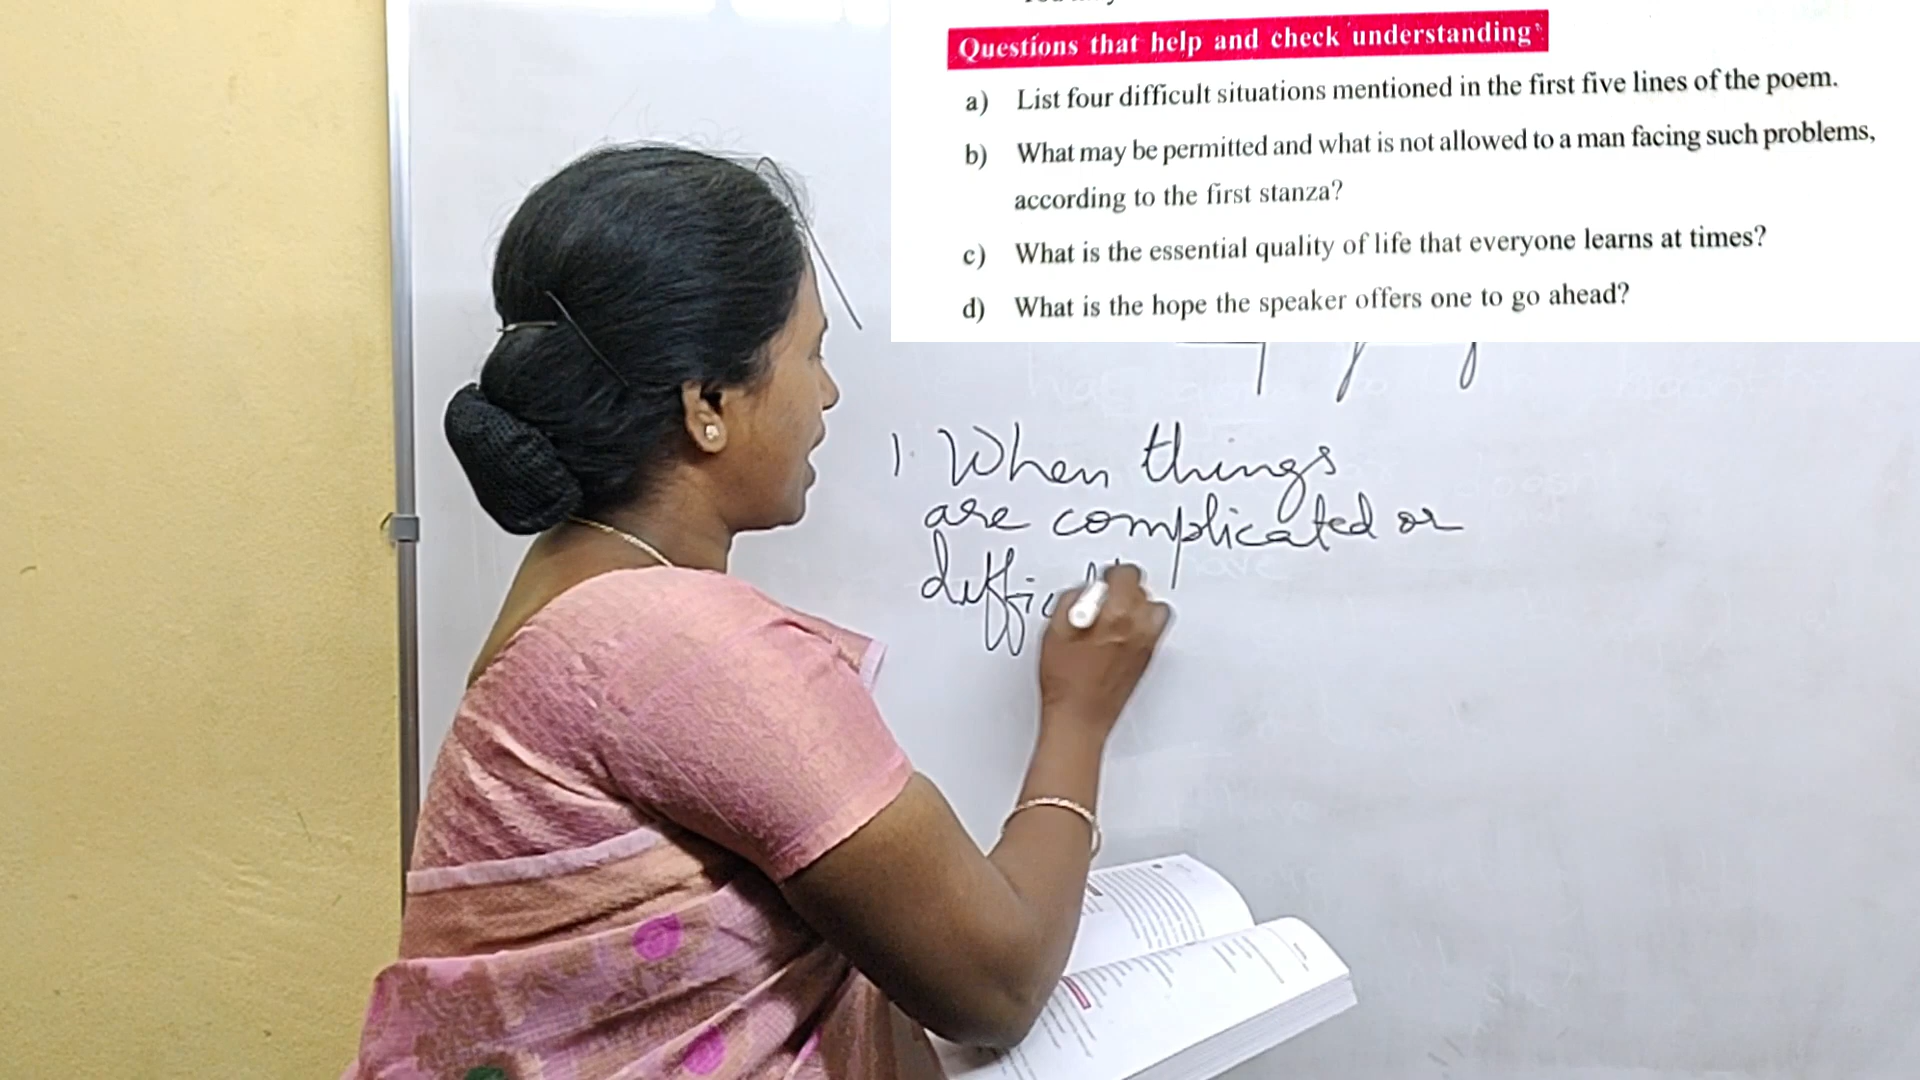 Questions that help and check understanding
a) List four difficult situations mentioned in the first five lines of the poem.
b) What may be permitted and what is not allowed to a man facing such problems,
according to the first stanza?
c) What is the essential quality of life that everyone learns at times?
d) What is the hope the speaker offers one to go ahead?
1. When things
are complicated or